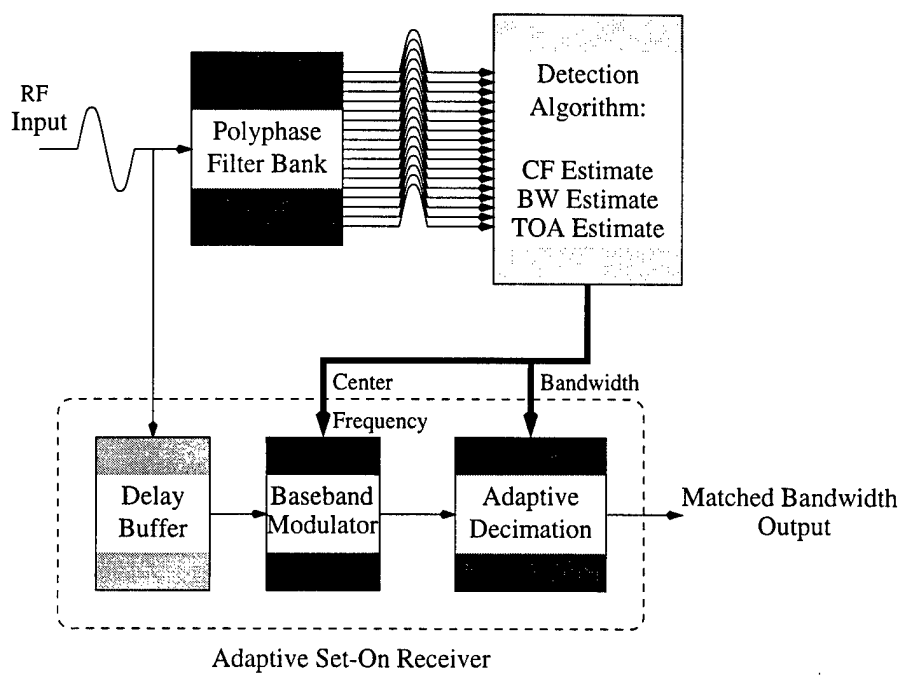 RF
Input
Polyphase
Filter Bank
Detection
Algorithm:
CF Estimate
BW Estimate
TOA Estimate
Center
Frequency
Bandwidth
Delay
Buffer
Baseband
Modulator
Adaptive
Decimation
Matched Bandwidth
Output
Adaptive Set-On Receiver